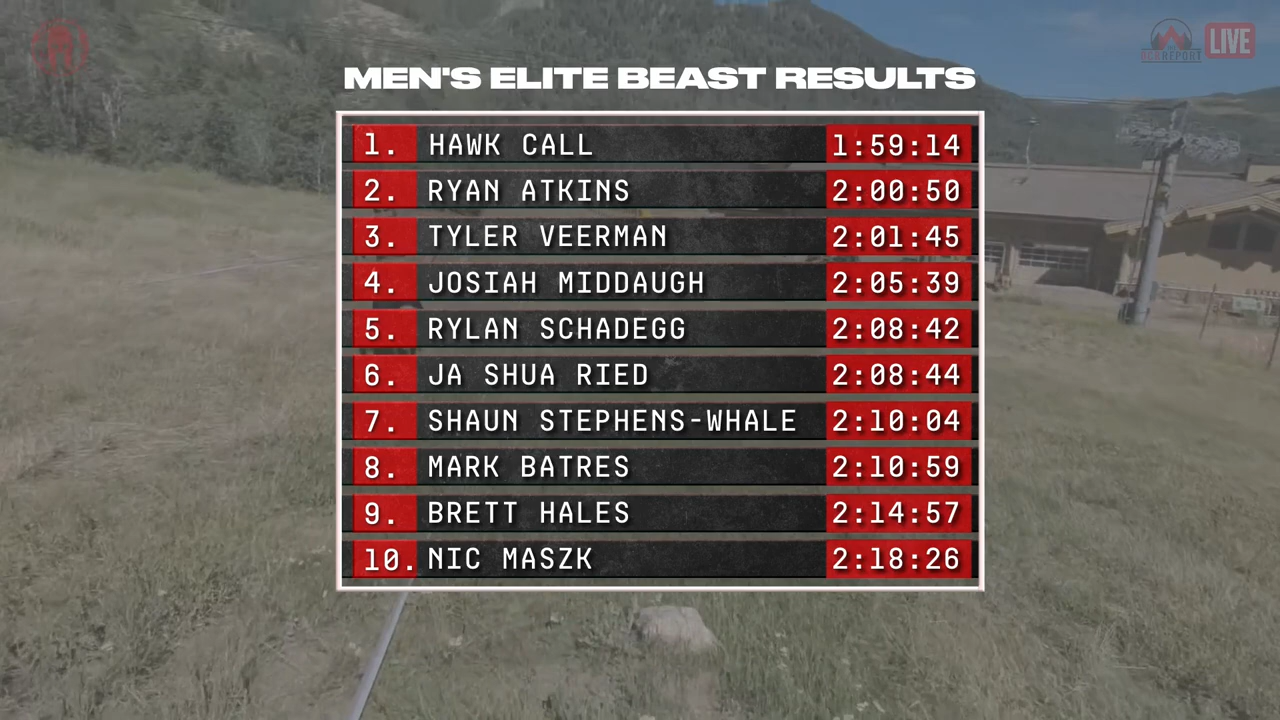 OCRREPORT LIVE
MEN'S ELITE BEAST RESULTS
1. HAWK CALL 1:59:14
2. RYAN ATKINS 2:00:50
3. TYLER VEERMAN 2:01:45
4. JOSIAH MIDDAUGH 2:05:39
5. RYLAN SCHADEGG 2:08:42
6. JA SHUA RIED 2:08:44
7. SHAUN STEPHENS-WHALE 2:10:04
8. MARK BATRES 2:10:59
9. BRETT HALES 2:14:57
10. NIC MASZK 2:18:26